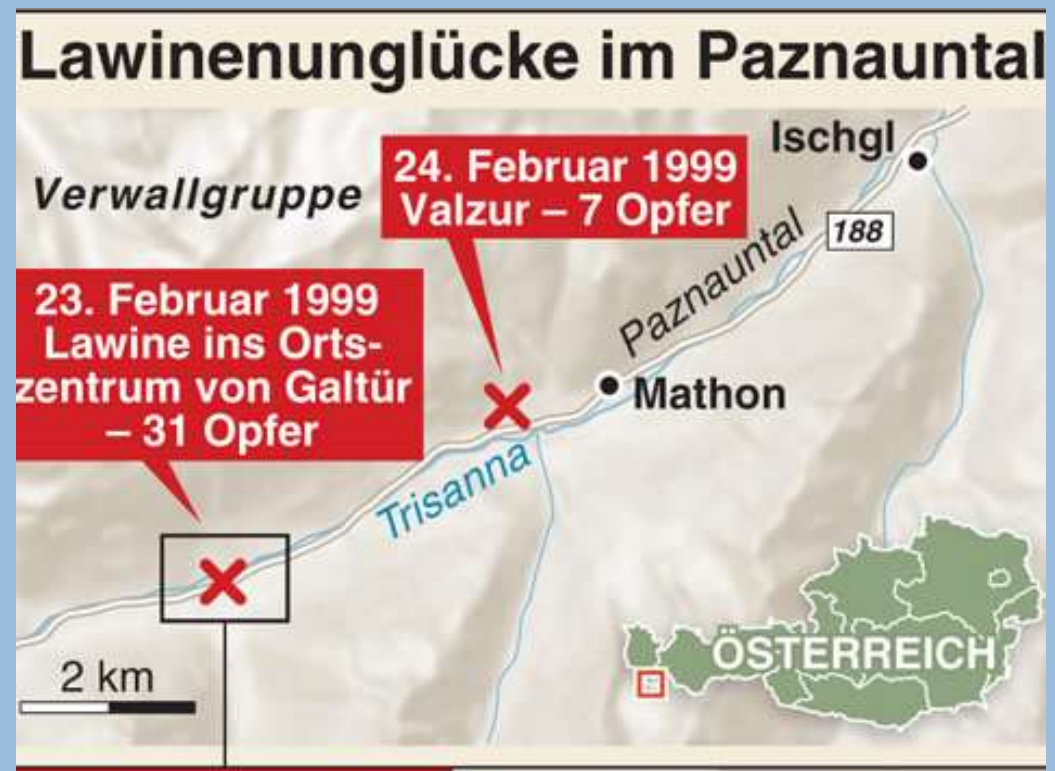 Lawinenunglücke im Paznauntal
Ischgl
24. Februar 1999
Valzur – 7 Opfer
Verwallgruppe
188
Paznauntal
23. Februar 1999
Lawine ins Orts-
zentrum von Galtür
– 31 Opfer
Mathon
Trisanna
ÖSTERREICH
2 km